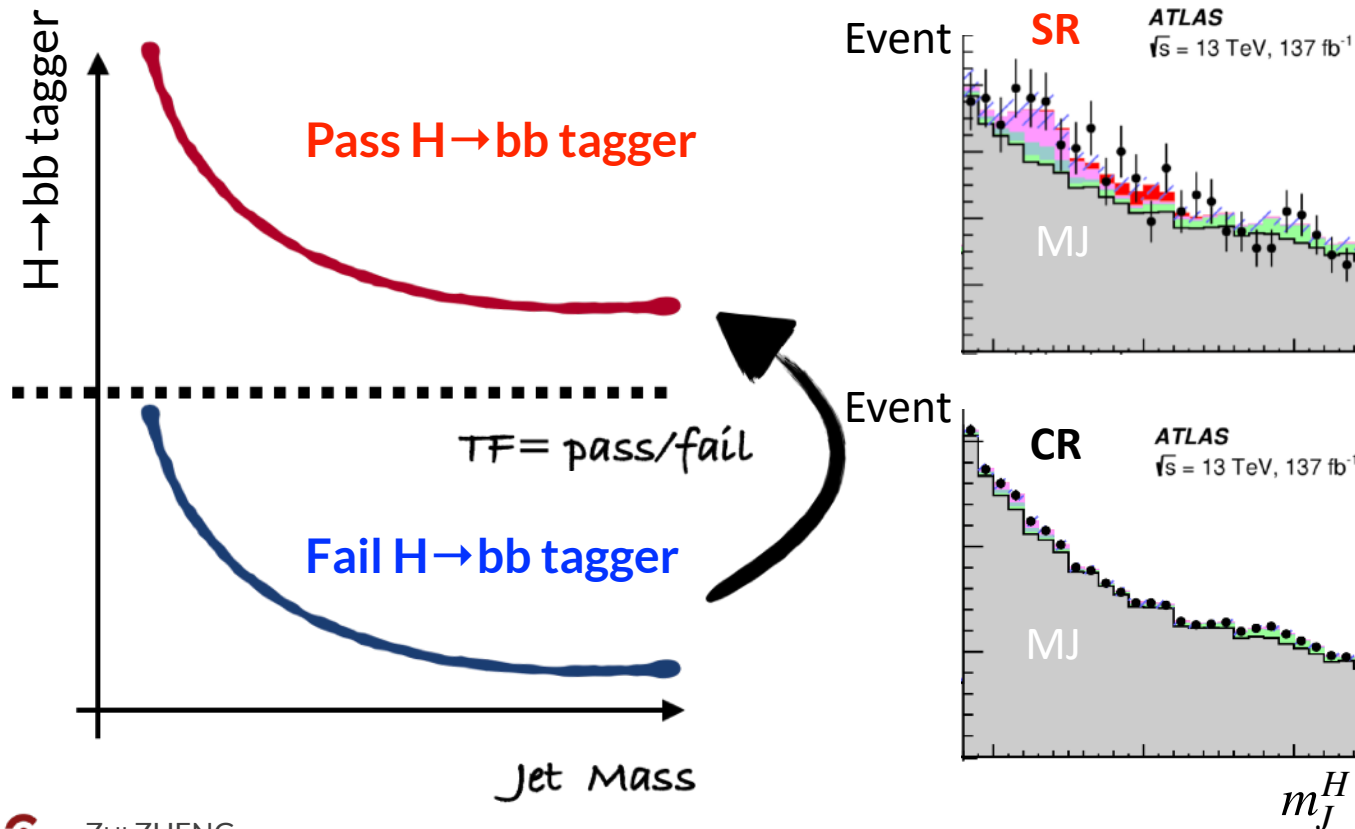 H→bb tagger
Pass H→bb tagger
TF= pass/fail
Fail H→bb tagger
Jet Mass
Event
SR
ATLAS
√s = 13 TeV, 137 fb⁻¹
MJ
Event
CR
ATLAS
√s = 13 TeV, 137 fb⁻¹
MJ
m_J^H
ZHENG